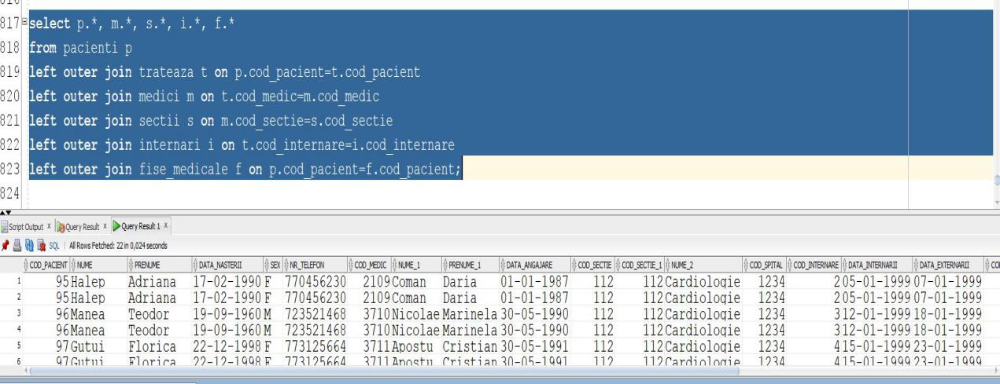 816
817 select p.*, m.*, s.*, i.*, f.*
818 from pacienti p
819 left outer join trateaza t on p.cod_pacient=t.cod_pacient
820 left outer join medici m on t.cod_medic=m.cod_medic
821 left outer join sectii s on m.cod_sectie=s.cod_sectie
822 left outer join internari i on t.cod_internare=i.cod_internare
823 left outer join fise_medicale f on p.cod_pacient=f.cod_pacient;
824
Script Output x Query Result x Query Result 1 x
SQL | All Rows Fetched: 22 in 0,024 seconds
COD_PACIENT NUME PRENUME DATA_NASTERII SEX NR_TELEFON COD_MEDIC NUME_1 PRENUME_1 DATA_ANGAJARE COD_SECTIE COD_SECTIE_1 NUME_2 COD_SPITAL COD_INTERNARE DATA_INTERNARII DATA_EXTERNARII
1 95 Halep Adriana 17-02-1990 F 770456230 2109 Coman Daria 01-01-1987 112 112 Cardiologie 1234 2 05-01-1999 07-01-1999
2 95 Halep Adriana 17-02-1990 F 770456230 2109 Coman Daria 01-01-1987 112 112 Cardiologie 1234 2 05-01-1999 07-01-1999
3 96 Manea Teodor 19-09-1960 M 723521468 3710 Nicolae Marinela 30-05-1990 112 112 Cardiologie 1234 3 12-01-1999 18-01-1999
4 96 Manea Teodor 19-09-1960 M 723521468 3710 Nicolae Marinela 30-05-1990 112 112 Cardiologie 1234 3 12-01-1999 18-01-1999
5 97 Gutui Florica 22-12-1998 F 773125664 3711 Apostu Cristian 30-05-1991 112 112 Cardiologie 1234 4 15-01-1999 23-01-1999
6 97 Gutui Florica 22-12-1998 F 773125664 3711 Apostu Cristian 30-05-1991 112 112 Cardiologie 1234 4 15-01-1999 23-01-1999